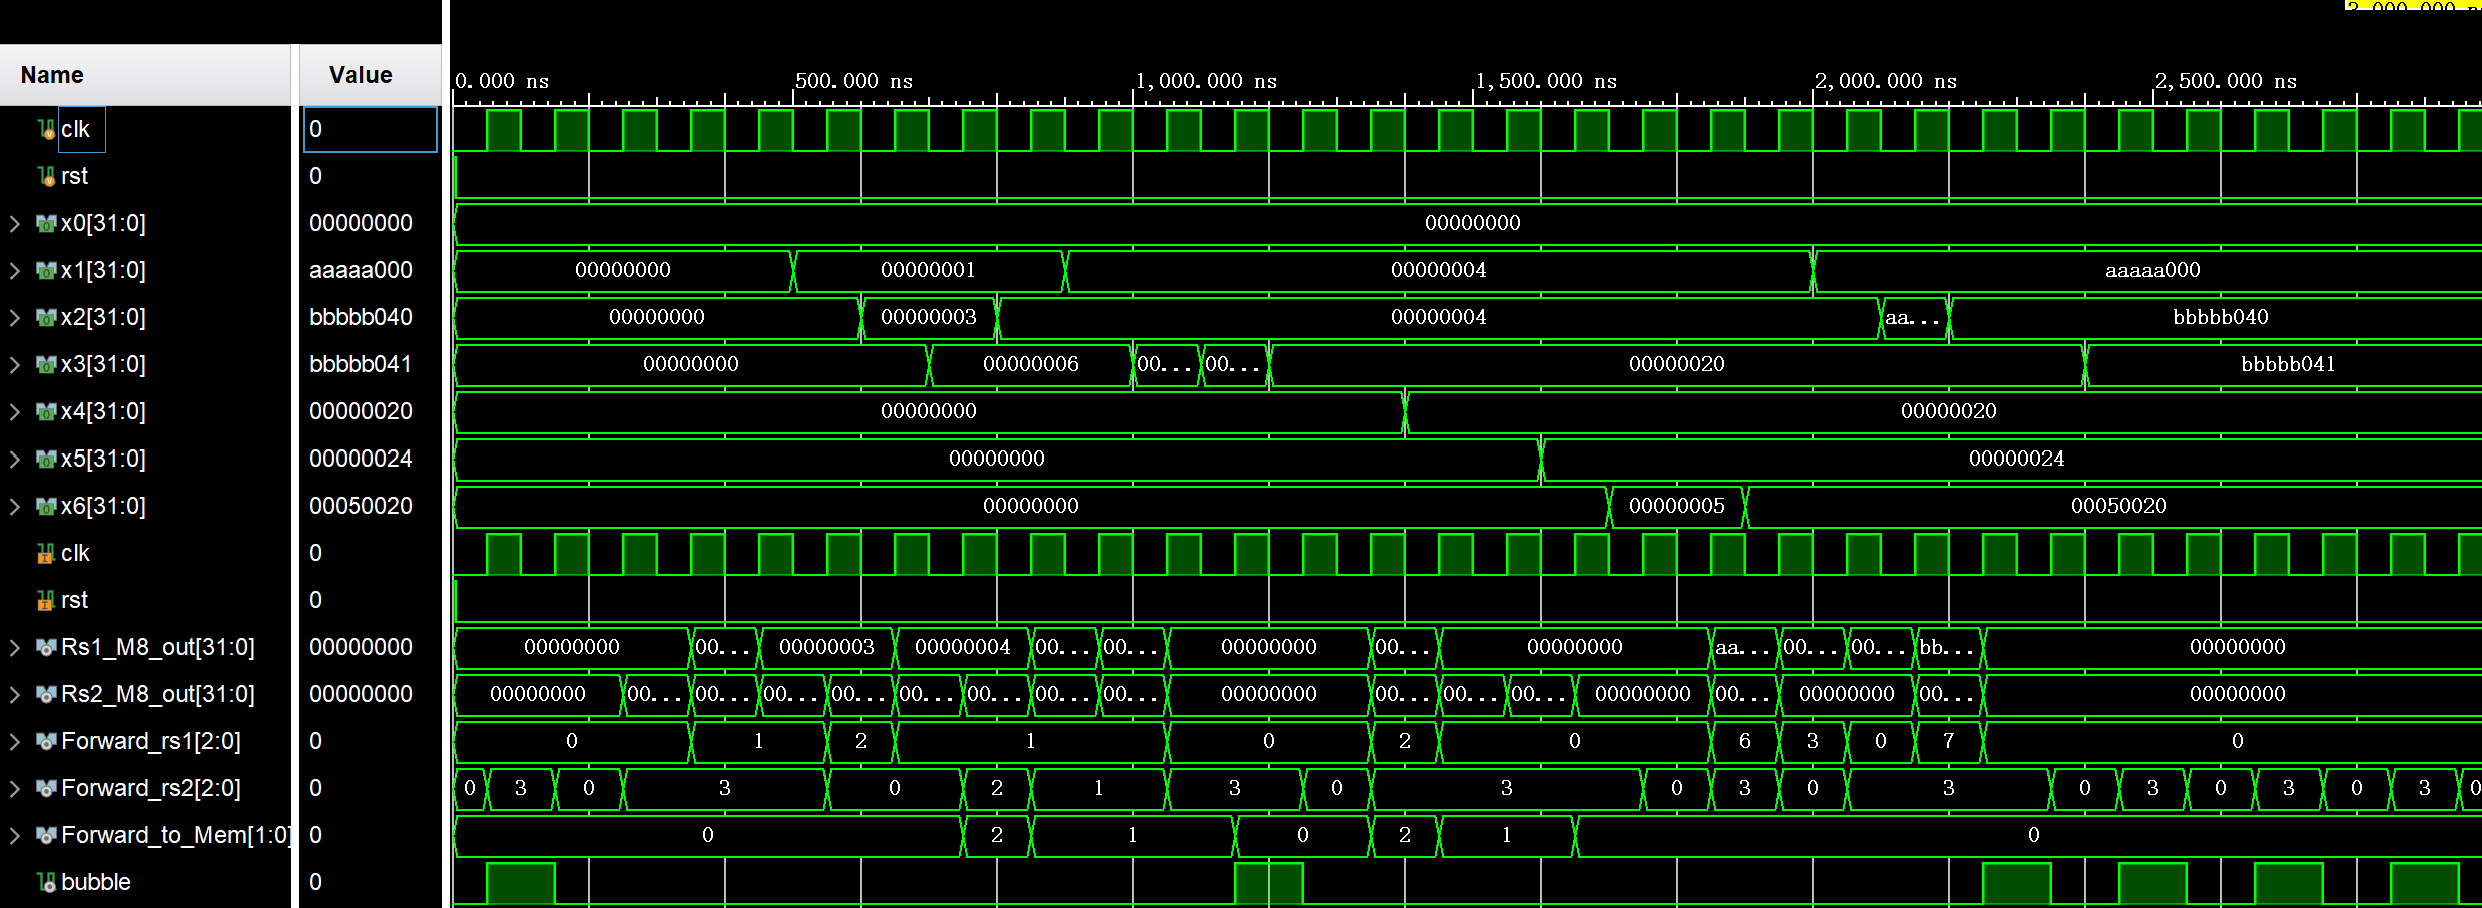 3,000.000 ns
Name Value
0.000 ns 500.000 ns 1,000.000 ns 1,500.000 ns 2,000.000 ns 2,500.000 ns
clk 0
rst 0
x0[31:0] 00000000 00000000
x1[31:0] aaaaa000 00000000 00000001 00000004 aaaaa000
x2[31:0] bbbbb040 00000000 00000003 00000004 aa... bbbbb040
x3[31:0] bbbbb041 00000000 00000006 00... 00... 00000020 bbbbb041
x4[31:0] 00000020 00000000 00000020
x5[31:0] 00000024 00000000 00000024
x6[31:0] 00050020 00000000 00000005 00050020
clk 0
rst 0
Rs1_M8_out[31:0] 00000000 00000000 00... 00000003 00000004 00... 00... 00000000 00... 00000000 aa... 00... 00... bb... 00000000
Rs2_M8_out[31:0] 00000000 00000000 00... 00... 00... 00... 00... 00... 00... 00... 00000000 00... 00... 00... 00000000 00... 00000000 00... 00000000
Forward_rs1[2:0] 0 0 1 2 1 0 2 0 6 3 0 7 0
Forward_rs2[2:0] 0 0 3 0 3 0 2 1 3 0 3 0 3 0 3 0 3 0 3 0 3 0
Forward_to_Mem[1:0] 0 0 2 1 0 2 1 0
bubble 0